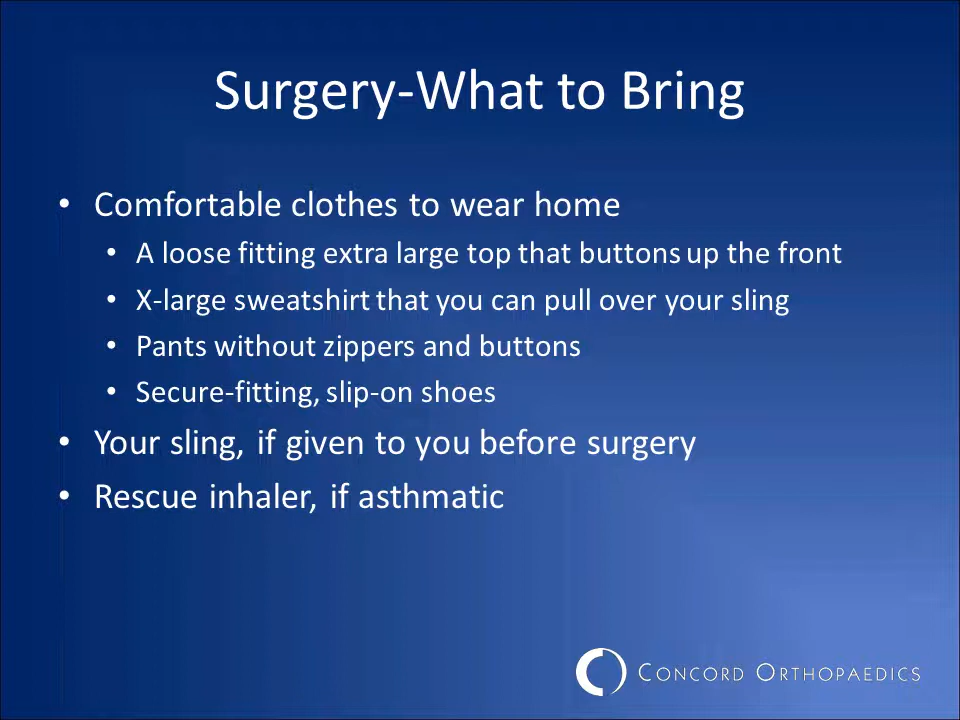 Surgery-What to Bring
• Comfortable clothes to wear home
• A loose fitting extra large top that buttons up the front
• X-large sweatshirt that you can pull over your sling
• Pants without zippers and buttons
• Secure-fitting, slip-on shoes
• Your sling, if given to you before surgery
• Rescue inhaler, if asthmatic
CONCORD ORTHOPAEDICS